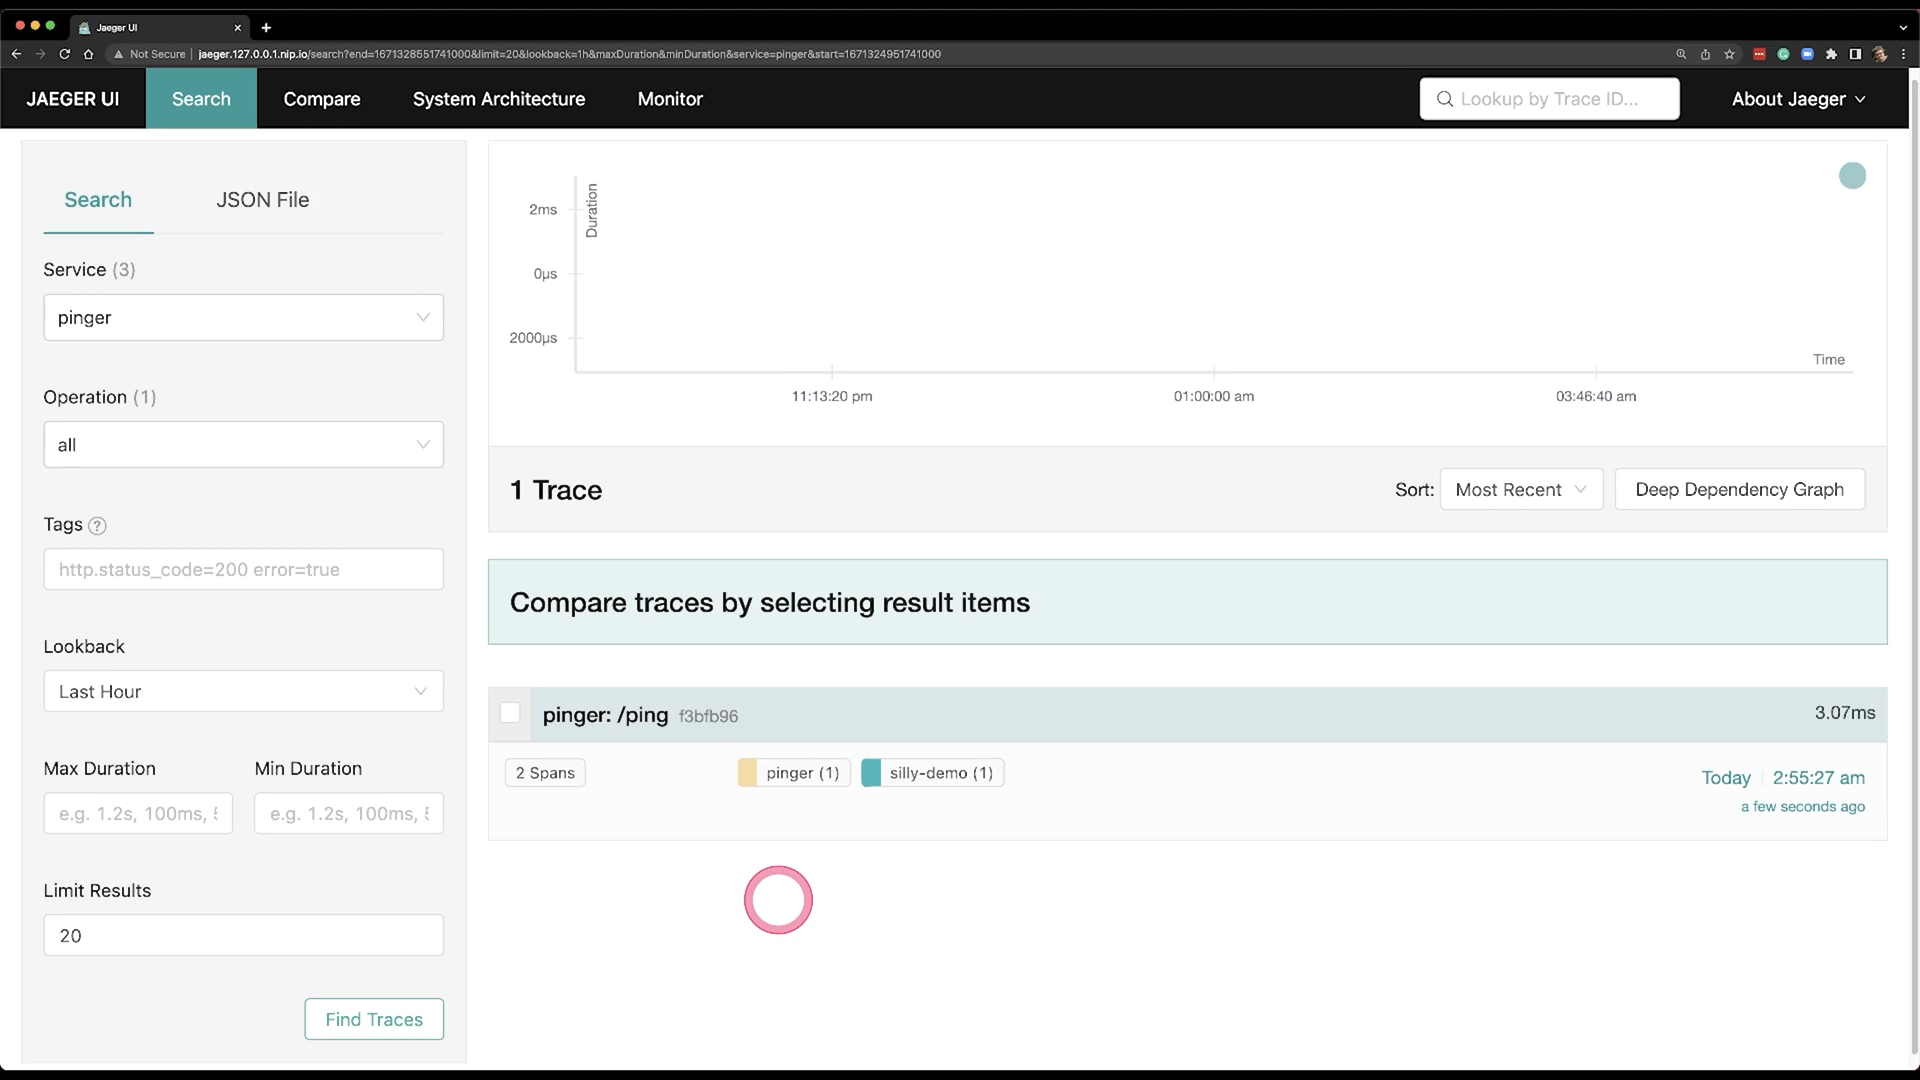 Jaeger UI
Not Secure
jaeger.127.0.0.1.nip.io/search?end=1671328551741000&limit=20&lookback=1h&maxDuration&minDuration&service=pinger&start=1671324951741000
JAEGER UI
Search
Compare
System Architecture
Monitor
Lookup by Trace ID...
About Jaeger
Search
JSON File
Service (3)
pinger
Operation (1)
all
Tags ?
http.status_code=200 error=true
Lookback
Last Hour
Max Duration
Min Duration
e.g. 1.2s, 100ms,
e.g. 1.2s, 100ms,
Limit Results
20
Find Traces
Duration
2ms
0µs
2000µs
Time
11:13:20 pm
01:00:00 am
03:46:40 am
1 Trace
Sort:
Most Recent
Deep Dependency Graph
Compare traces by selecting result items
pinger: /ping f3bfb96
3.07ms
2 Spans
pinger (1)
silly-demo (1)
Today
2:55:27 am
a few seconds ago